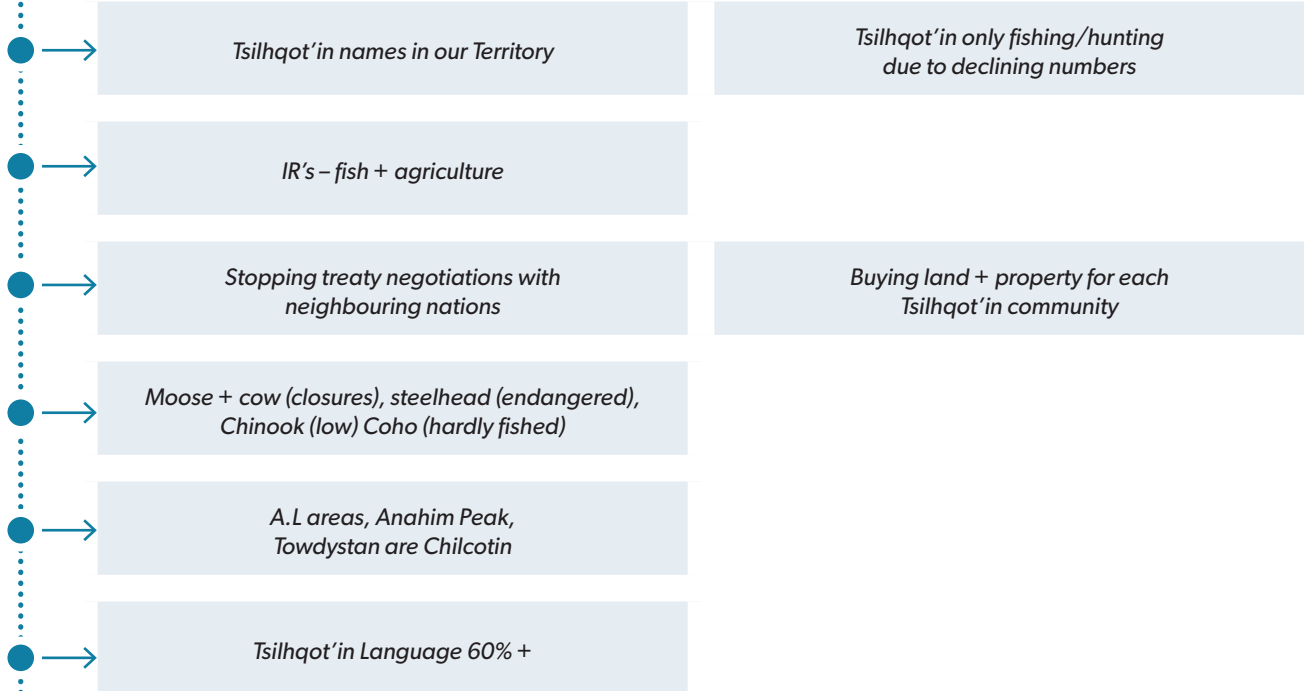 Tsilhqot'in names in our Territory
Tsilhqot'in only fishing/hunting
due to declining numbers
IR's – fish + agriculture
Stopping treaty negotiations with
neighbouring nations
Buying land + property for each
Tsilhqot'in community
Moose + cow (closures), steelhead (endangered),
Chinook (low) Coho (hardly fished)
A.L areas, Anahim Peak,
Towdystan are Chilcotin
Tsilhqot'in Language 60% +